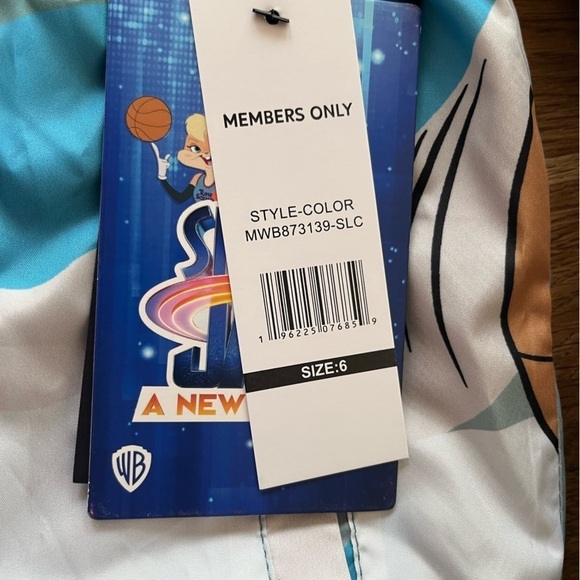 MEMBERS ONLY
STYLE-COLOR
MWB873139-SLC
1 96225 07685 9
SIZE:6
A NEW
WB